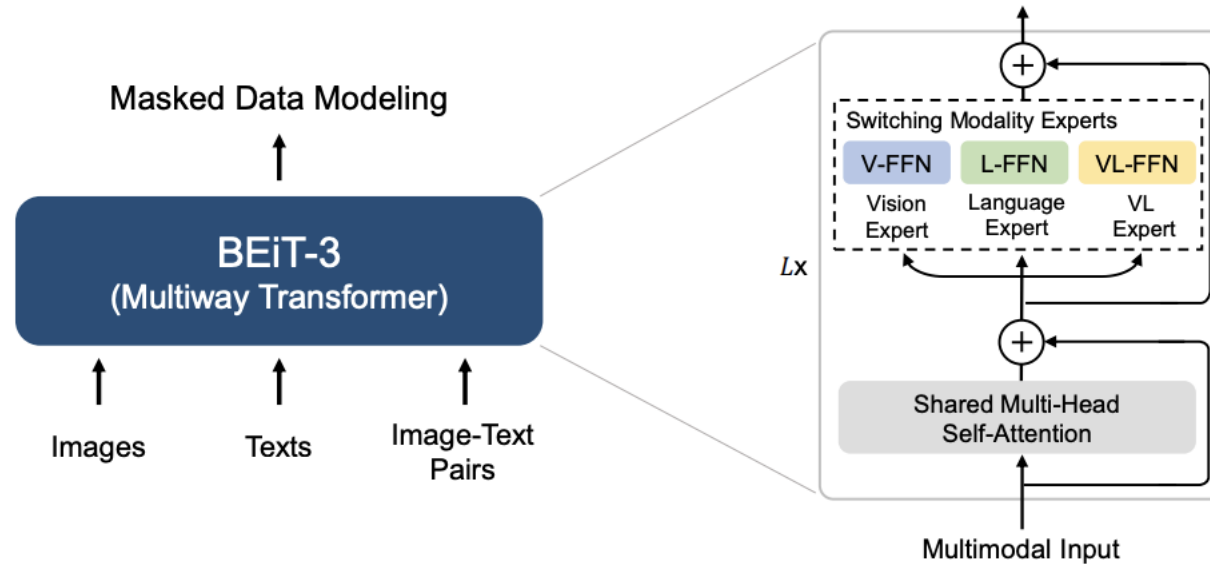 Masked Data Modeling
BEiT-3
(Multiway Transformer)
Images
Texts
Image-Text
Pairs
Lx
Switching Modality Experts
V-FFN
L-FFN
VL-FFN
Vision
Expert
Language
Expert
VL
Expert
Shared Multi-Head
Self-Attention
Multimodal Input